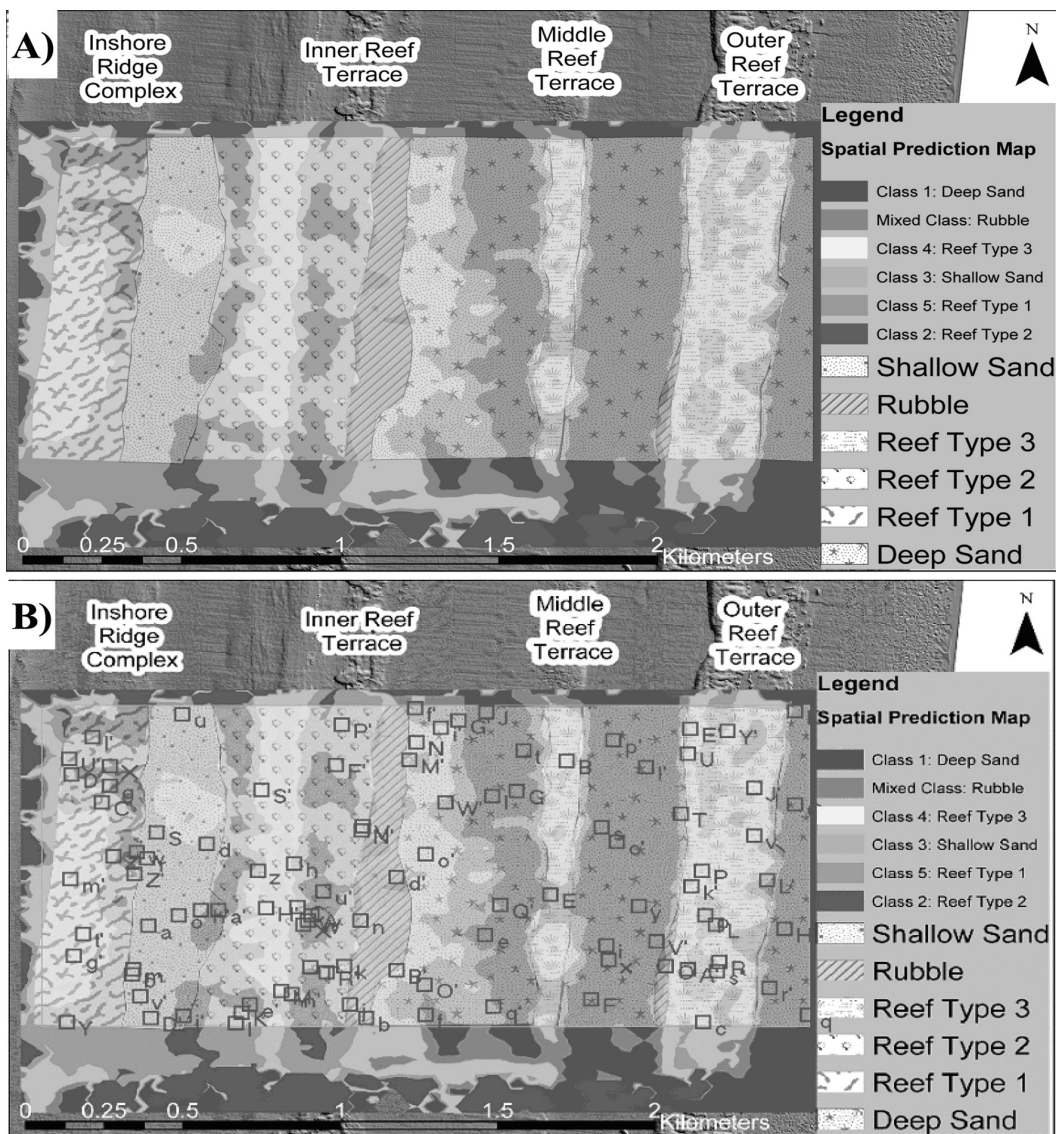 A)
Inshore
Ridge
Complex
Inner Reef
Terrace
Middle
Reef
Terrace
Outer
Reef
Terrace
N
Legend
Spatial Prediction Map
Class 1: Deep Sand
Mixed Class: Rubble
Class 4: Reef Type 3
Class 3: Shallow Sand
Class 5: Reef Type 1
Class 2: Reef Type 2
Shallow Sand
Rubble
Reef Type 3
Reef Type 2
Reef Type 1
Deep Sand
0 0.25 0.5 1 1.5 2 Kilometers
B)
Inshore
Ridge
Complex
Inner Reef
Terrace
Middle
Reef
Terrace
Outer
Reef
Terrace
N
Legend
Spatial Prediction Map
Class 1: Deep Sand
Mixed Class: Rubble
Class 4: Reef Type 3
Class 3: Shallow Sand
Class 5: Reef Type 1
Class 2: Reef Type 2
Shallow Sand
Rubble
Reef Type 3
Reef Type 2
Reef Type 1
Deep Sand
u
P'
f'
G'
J
E'
Y'
N
M'
F'
t
p'
B
U
l'
S'
W'
G
J'
T
S
d
N'
s
o'
v
z
h
o'
d'
m'
u'
P
k'
L'
a
n
Q'
E
y
L
H
t'
e
i
V'
g'
k
B'
x
A'
R
s
O'
F
r'
Y
b
f
q'
c
q
0 0.25 0.5 1 1.5 2 Kilometers